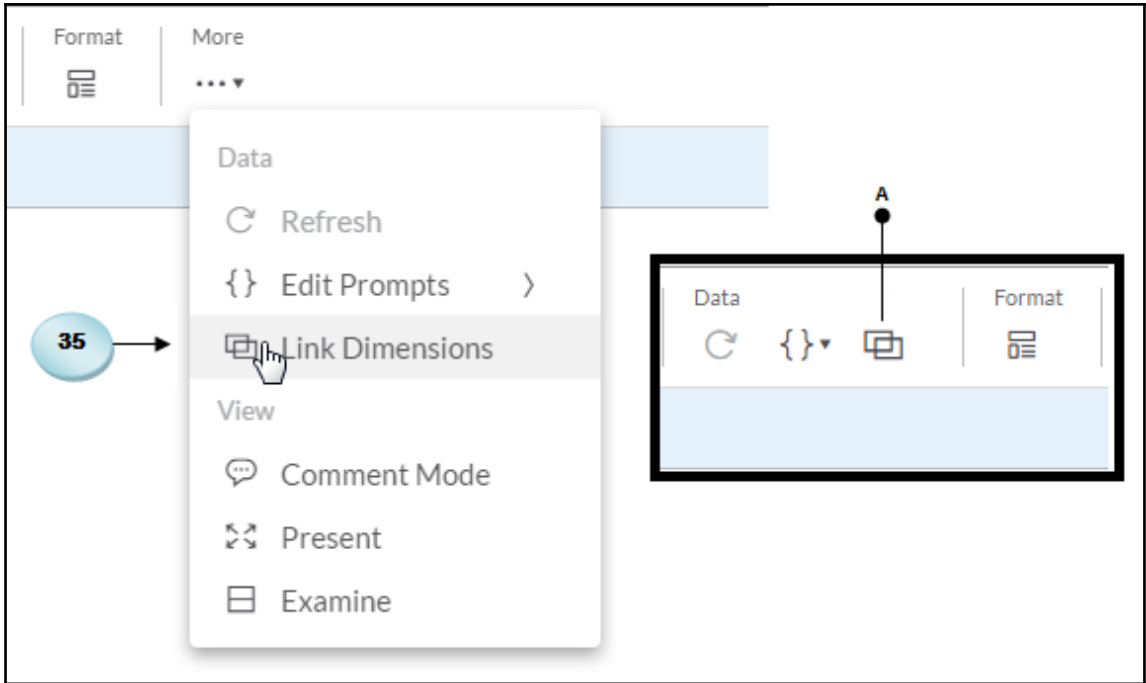 Format More
Data
Refresh
{} Edit Prompts >
35
Link Dimensions
View
Comment Mode
Present
Examine
A
Data Format
{}